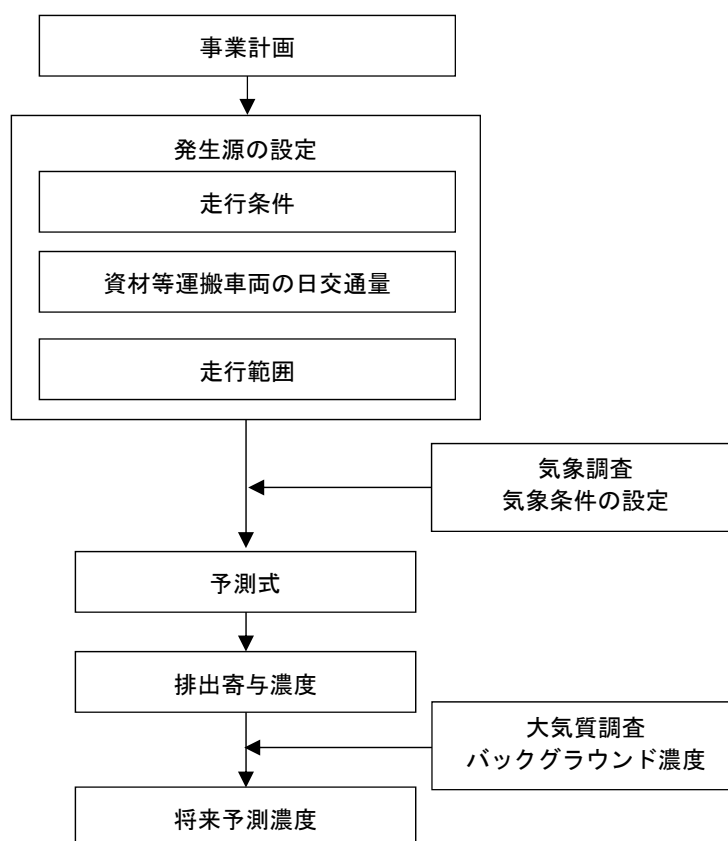 事業計画
発生源の設定
走行条件
資材等運搬車両の日交通量
走行範囲
気象調査
気象条件の設定
予測式
排出寄与濃度
大気質調査
バックグラウンド濃度
将来予測濃度